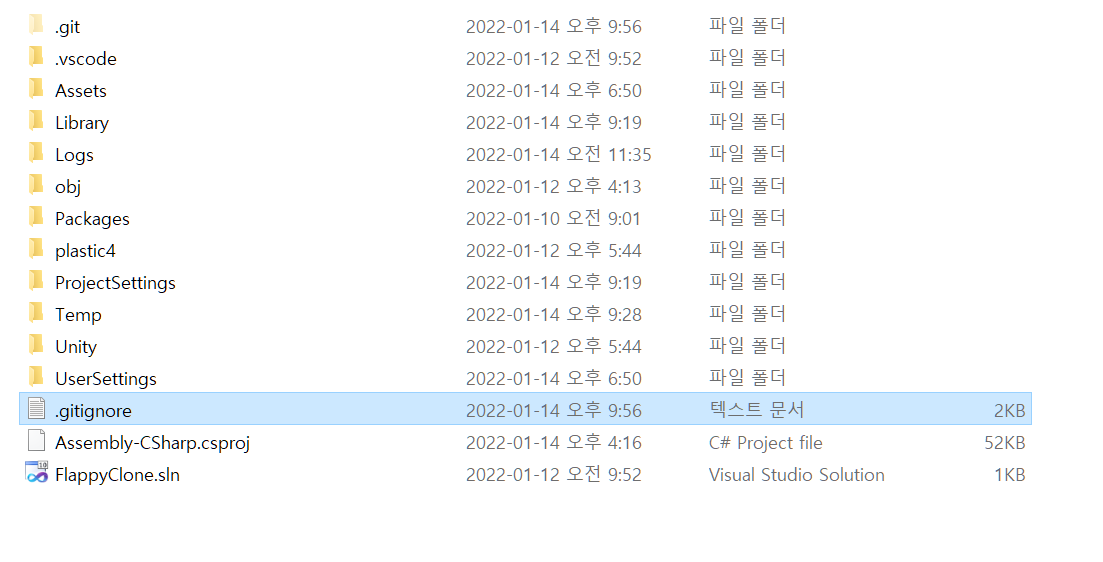 .git 2022-01-14 오후 9:56 파일 폴더
.vscode 2022-01-12 오전 9:52 파일 폴더
Assets 2022-01-14 오후 6:50 파일 폴더
Library 2022-01-14 오후 9:19 파일 폴더
Logs 2022-01-14 오전 11:35 파일 폴더
obj 2022-01-12 오후 4:13 파일 폴더
Packages 2022-01-10 오전 9:01 파일 폴더
plastic4 2022-01-12 오후 5:44 파일 폴더
ProjectSettings 2022-01-14 오후 9:19 파일 폴더
Temp 2022-01-14 오후 9:28 파일 폴더
Unity 2022-01-12 오후 5:44 파일 폴더
UserSettings 2022-01-14 오후 6:50 파일 폴더
.gitignore 2022-01-14 오후 9:56 텍스트 문서 2KB
Assembly-CSharp.csproj 2022-01-14 오후 4:16 C# Project file 52KB
FlappyClone.sln 2022-01-12 오전 9:52 Visual Studio Solution 1KB